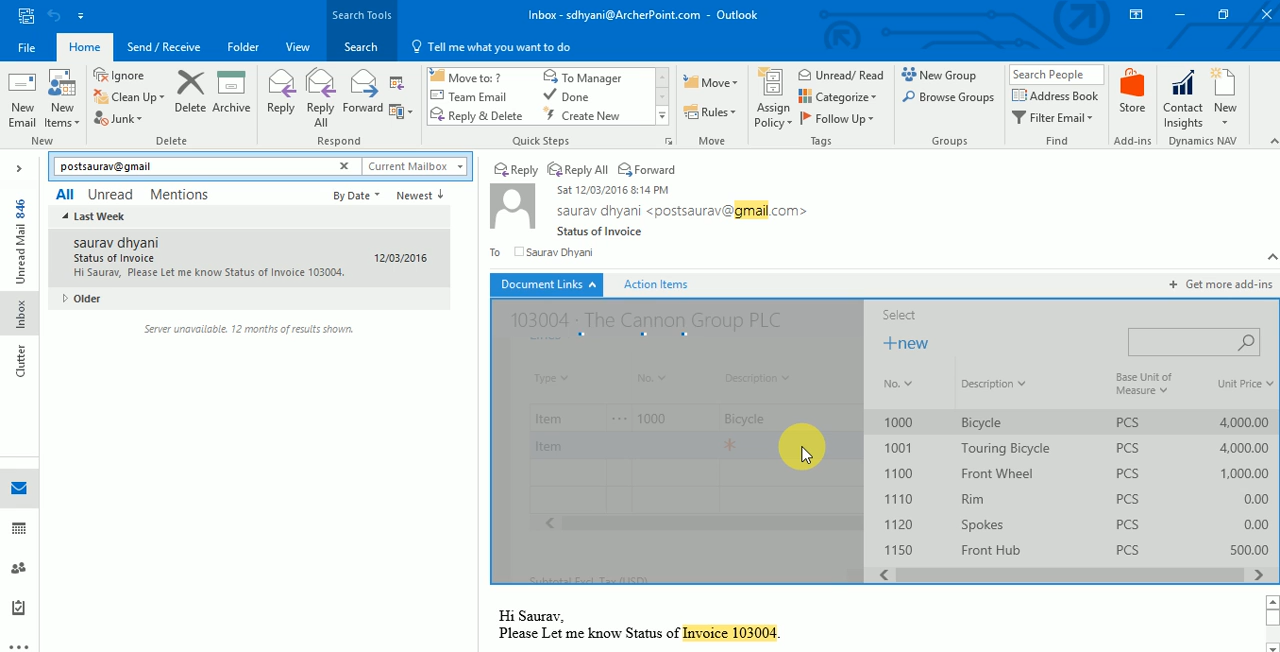 Search Tools
Inbox - sdhyani@ArcherPoint.com - Outlook
File
Home
Send / Receive
Folder
View
Search
Tell me what you want to do
New Email
New Items
New
Ignore
Clean Up
Junk
Delete
Archive
Delete
Reply
Reply All
Forward
Respond
Move to: ?
Team Email
Reply & Delete
To Manager
Done
Create New
Quick Steps
Move
Rules
Move
Assign Policy
Unread/ Read
Categorize
Follow Up
Tags
New Group
Browse Groups
Groups
Search People
Address Book
Filter Email
Find
Store
Add-ins
Contact Insights
New
Dynamics NAV
postsaurav@gmail
Current Mailbox
All Unread Mentions
By Date Newest
Last Week
saurav dhyani
Status of Invoice 12/03/2016
Hi Saurav, Please Let me know Status of Invoice 103004.
Older
Server unavailable. 12 months of results shown.
Unread Mail 846
Inbox
Clutter
Reply Reply All Forward
Sat 12/03/2016 8:14 PM
saurav dhyani <postsaurav@gmail.com>
Status of Invoice
To Saurav Dhyani
Document Links Action Items + Get more add-ins
103004 · The Cannon Group PLC
Lines
Type No. Description
Item ··· 1000 Bicycle
Item *
Subtotal Excl. Tax (USD)
Select
+new
No. Description Base Unit of Measure Unit Price
1000 Bicycle PCS 4,000.00
1001 Touring Bicycle PCS 4,000.00
1100 Front Wheel PCS 1,000.00
1110 Rim PCS 0.00
1120 Spokes PCS 0.00
1150 Front Hub PCS 500.00
Hi Saurav,
Please Let me know Status of Invoice 103004.